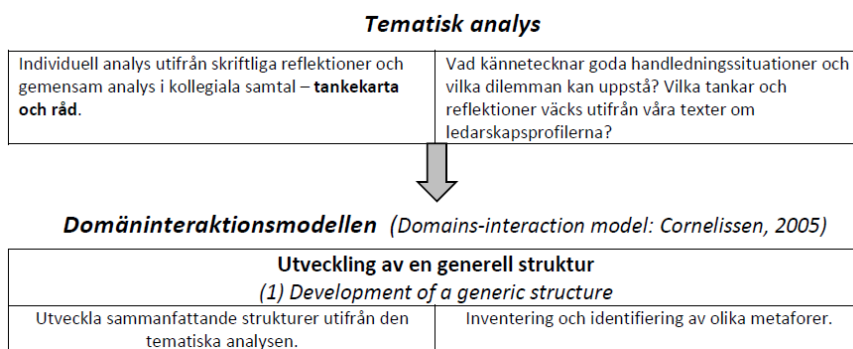 Tematisk analys
Individuell analys utifrån skriftliga reflektioner och
gemensam analys i kollegiala samtal – tankekarta
och råd.
Vad kännetecknar goda handledningssituationer och
vilka dilemman kan uppstå? Vilka tankar och
reflektioner väcks utifrån våra texter om
ledarskapsprofilerna?
Domäninteraktionsmodellen (Domains-interaction model: Cornelissen, 2005)
Utveckling av en generell struktur
(1) Development of a generic structure
Utveckla sammanfattande strukturer utifrån den
tematiska analysen.
Inventering och identifiering av olika metaforer.